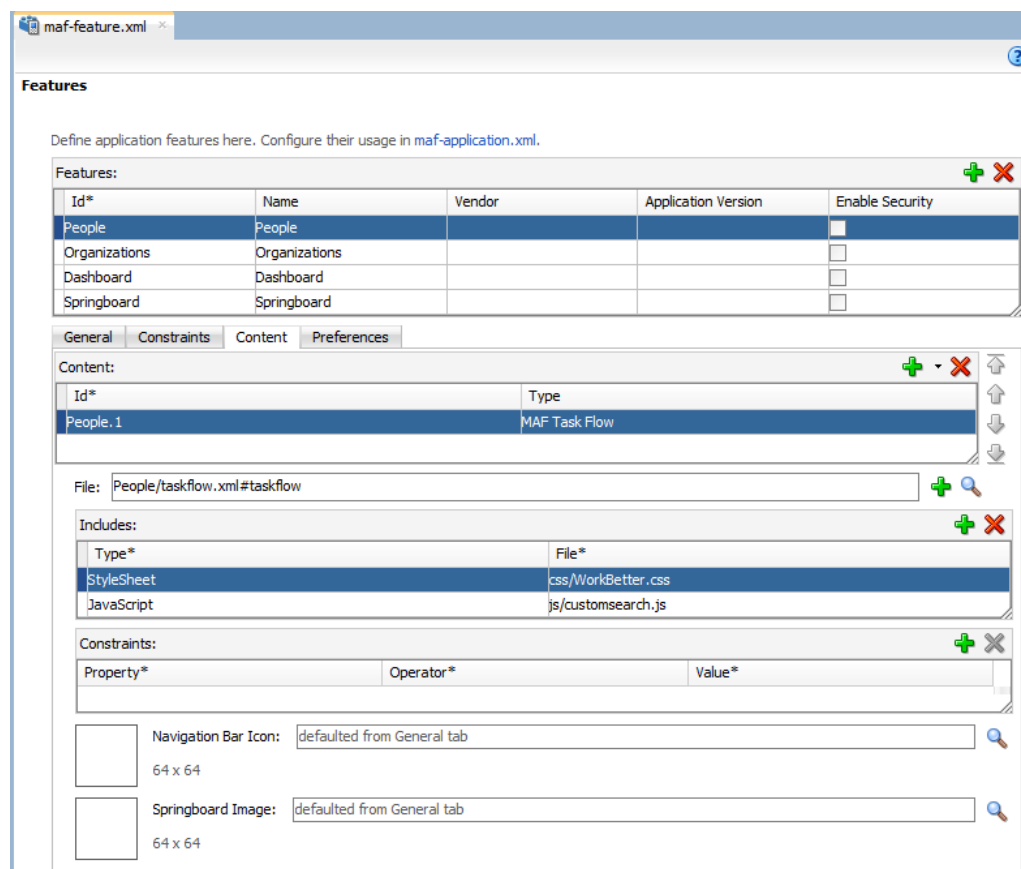 maf-feature.xml
Features
Define application features here. Configure their usage in maf-application.xml.
Features:
Id* Name Vendor Application Version Enable Security
People People
Organizations Organizations
Dashboard Dashboard
Springboard Springboard
General Constraints Content Preferences
Content:
Id* Type
People.1 MAF Task Flow
File: People/taskflow.xml#taskflow
Includes:
Type* File*
StyleSheet css/WorkBetter.css
JavaScript js/customsearch.js
Constraints:
Property* Operator* Value*
Navigation Bar Icon: defaulted from General tab
64 x 64
Springboard Image: defaulted from General tab
64 x 64